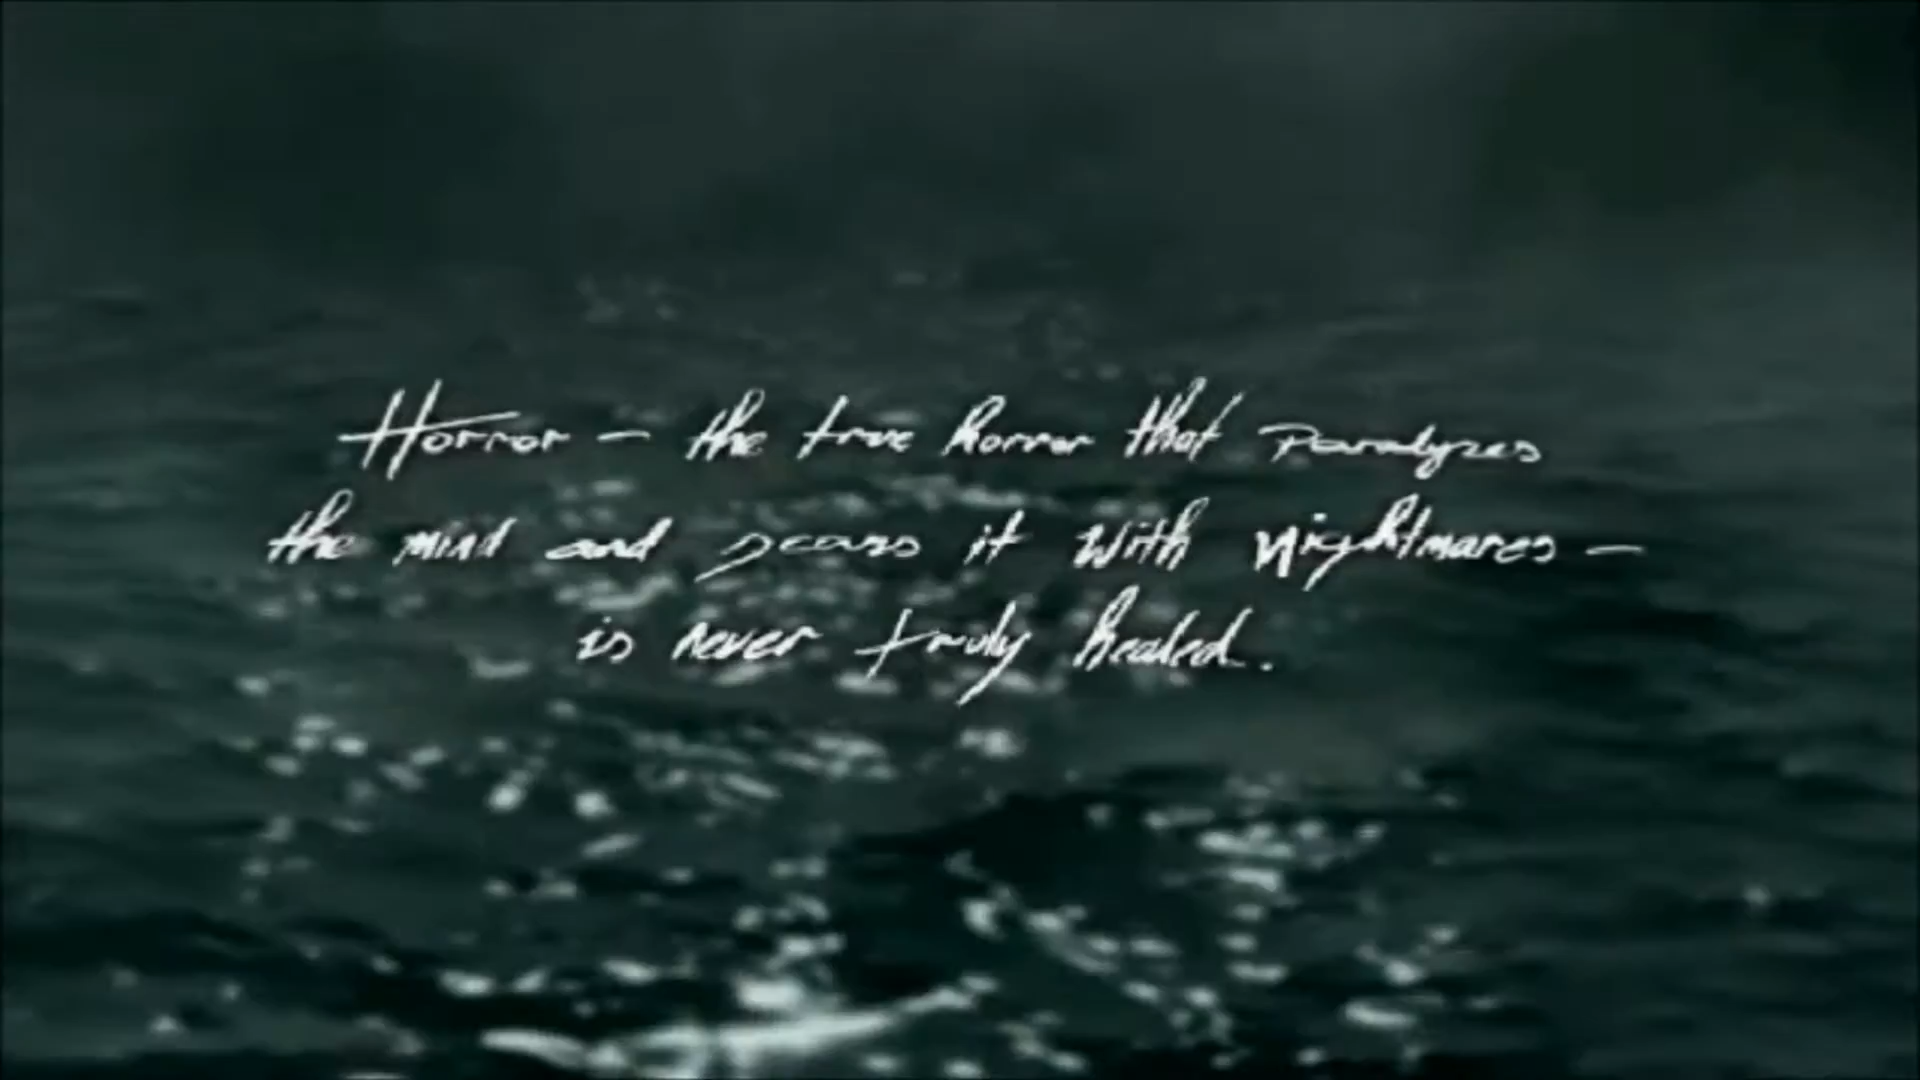 Horror - the true horror that paralyzes
the mind and scars it with nightmares -
is never truly healed.